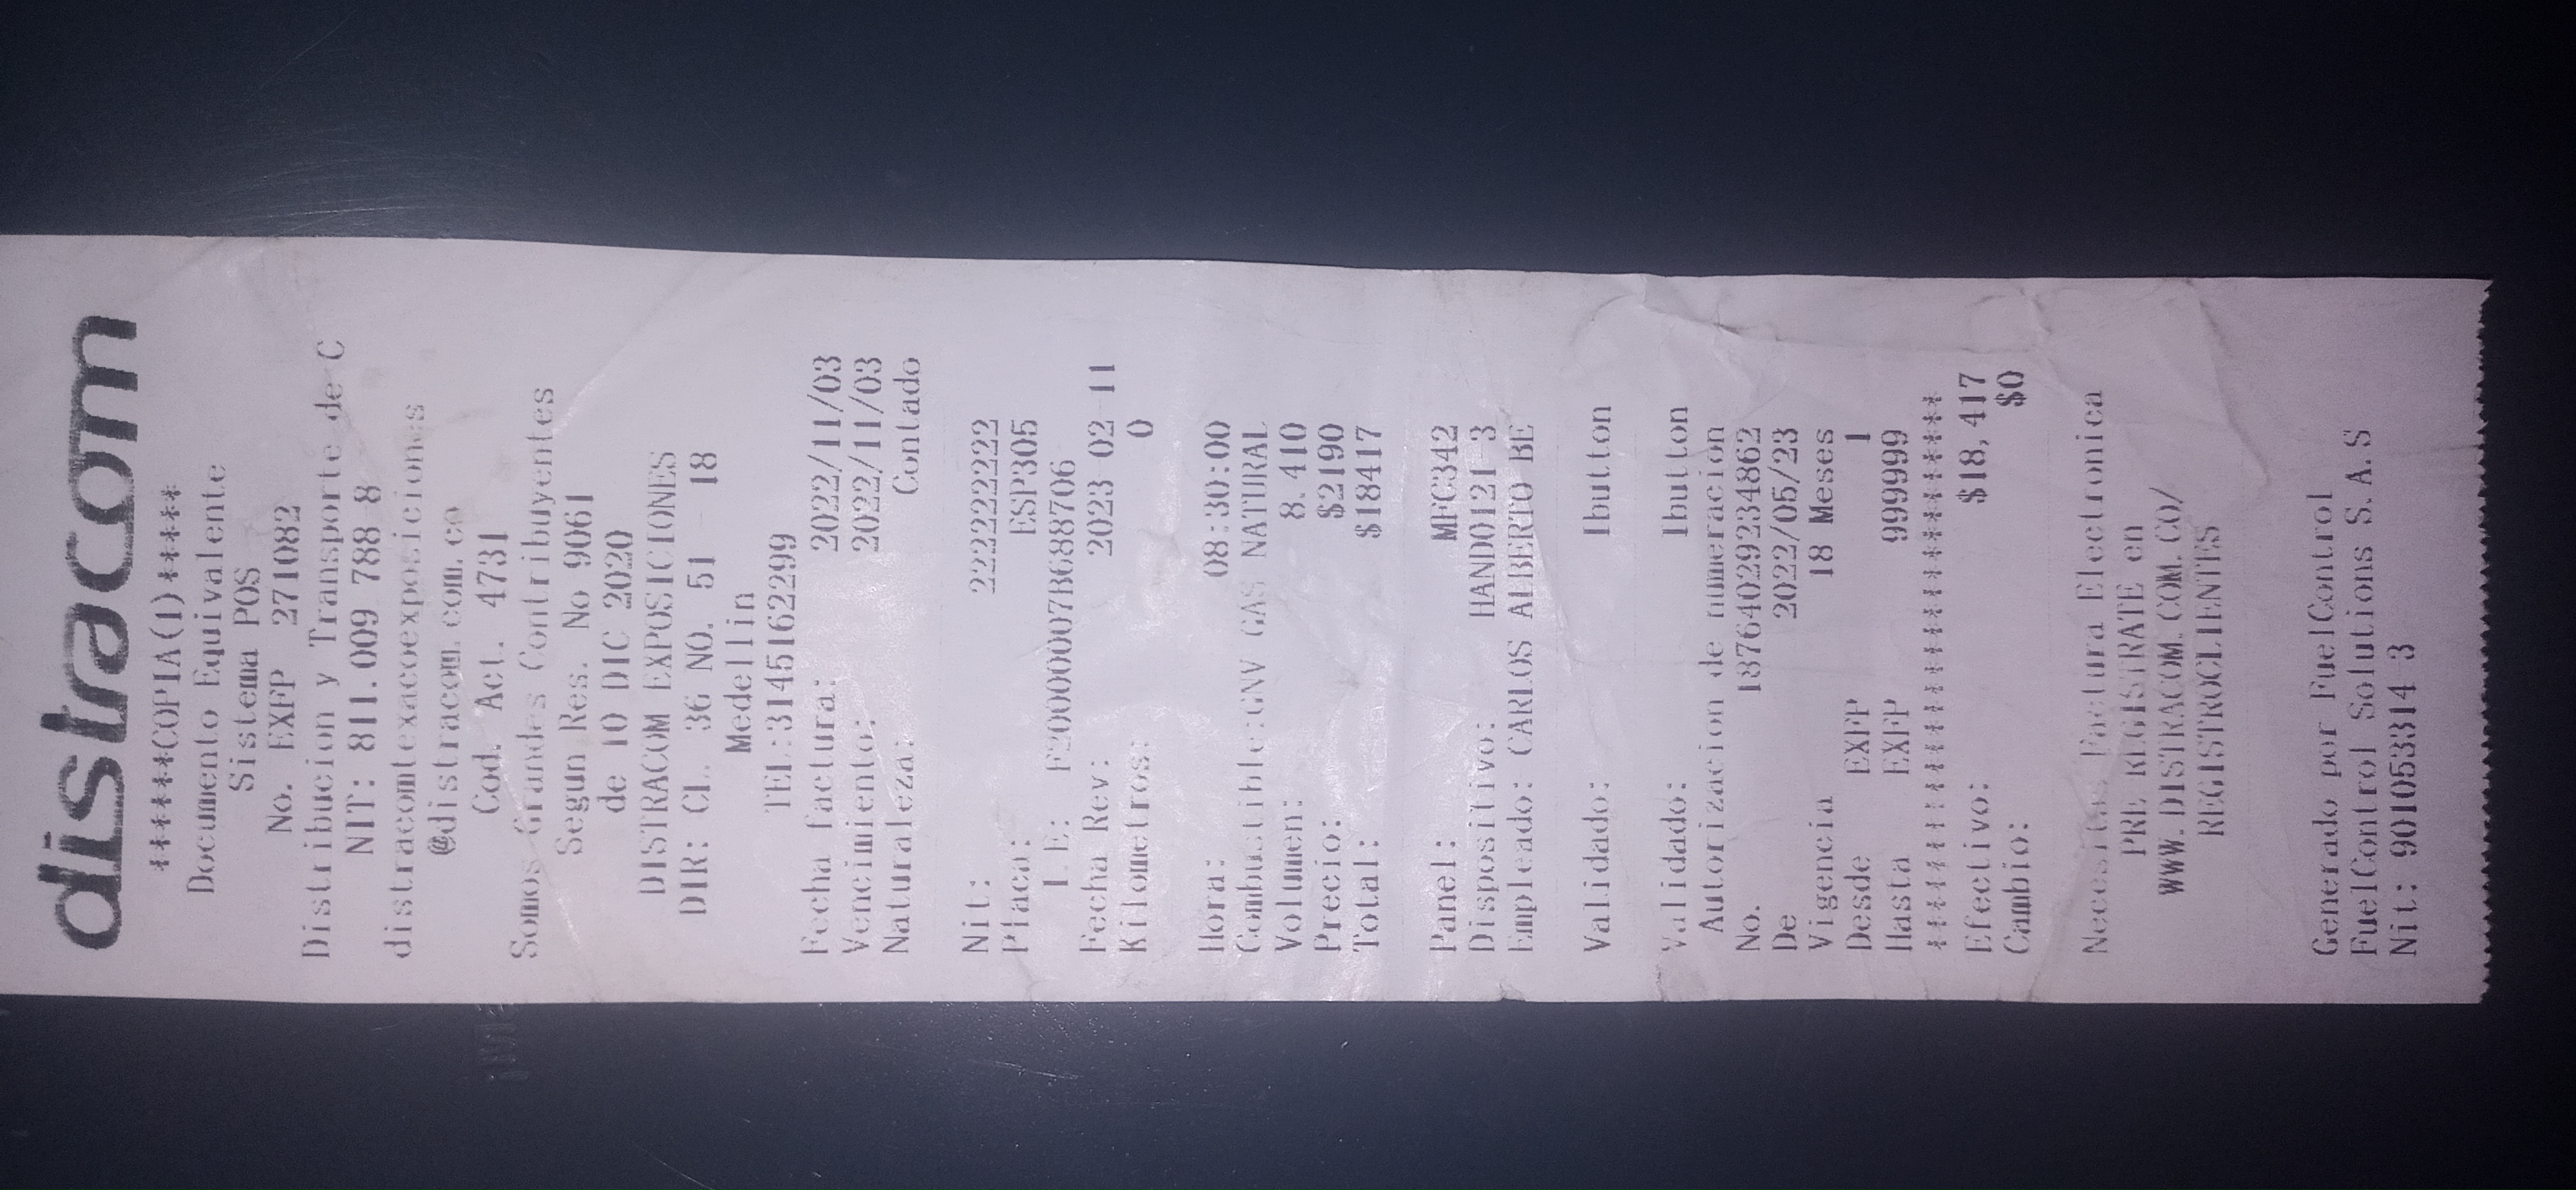 distracom
*****COPIA(1)*****
Documento Equivalente
Sistema POS
No. EXFP 271082
Distribucion y Transporte de C
NIT: 811.009 788 8
distracomtexacoexposiciones
@distracom.com.co
Cod. Act. 4731
Somos Grandes Contribuyentes
Segun Res. No 9061
de 10 DIC 2020
DISTRACOM EXPOSICIONES
DIR: CL. 36 NO. 51 18
Medellin
TEL:3145162299
Fecha factura: 2022/11/03
Vencimiento: 2022/11/03
Naturaleza: Contado
Nit: 222222222
Placa: ESP305
I.E: F2000007B688706
Fecha Rev: 2023 02 11
Kilometros: 0
Hora: 08:30:00
Combustible:GNV GAS NATURAL
Volumen: 8.410
Precio: $2190
Total: $18417
Panel: MFC342
Dispositivo: HAND0121-3
Empleado: CARLOS ALBERTO BE
Validado: Ibutton
Validado: Ibutton
Autorizacion de numeracion
No. 18764029234862
De 2022/05/23
Vigencia 18 Meses
Desde EXFP 1
Hasta EXFP 999999
******************************
Efectivo: $18,417
Cambio: $0
Necesitas Factura Electronica
PRE REGISTRATE en
WWW.DISTRACOM.COM.CO/
REGISTROCLIENTES
Generado por FuelControl
FuelControl Solutions S.A.S
Nit: 901053314 3